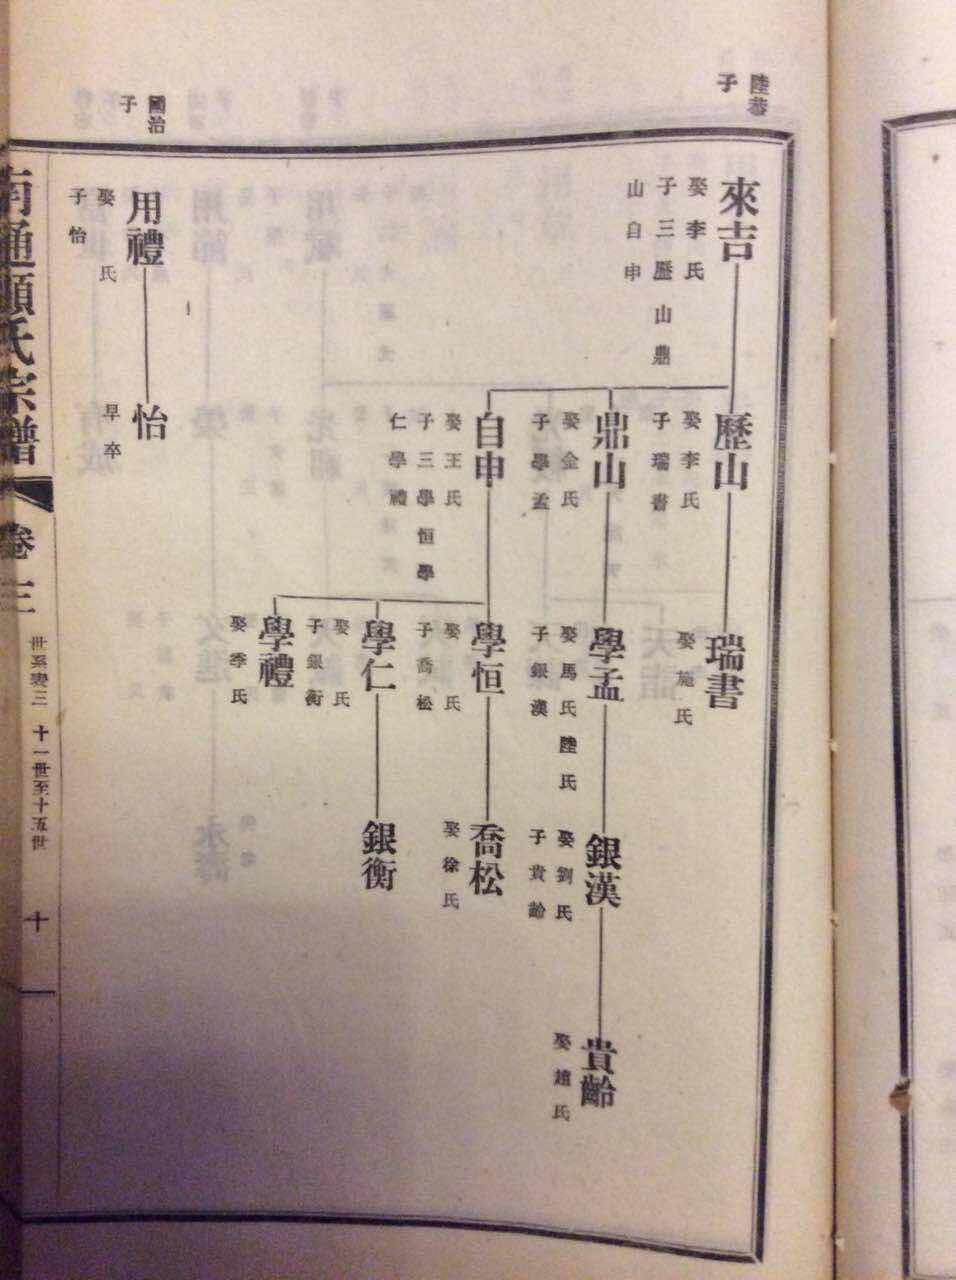 陸恭
子
來吉
娶李氏
子三歷山鼎
山自申
歷山
娶李氏
子瑞書
鼎山
娶金氏
子學孟
自申
娶王氏
子三學恒學
仁學禮
瑞書
娶施氏
學孟
娶馬氏陸氏
子銀漢
學恒
娶 氏
子喬松
學仁
娶 氏
子銀衡
學禮
娶季氏
銀漢
娶劉氏
子貴齡
喬松
娶徐氏
銀衡
貴齡
娶趙氏
國治
子
用禮
娶 氏
子怡
怡
早卒
南通顧氏宗譜
卷三
世系表三 十一世至十五世
十